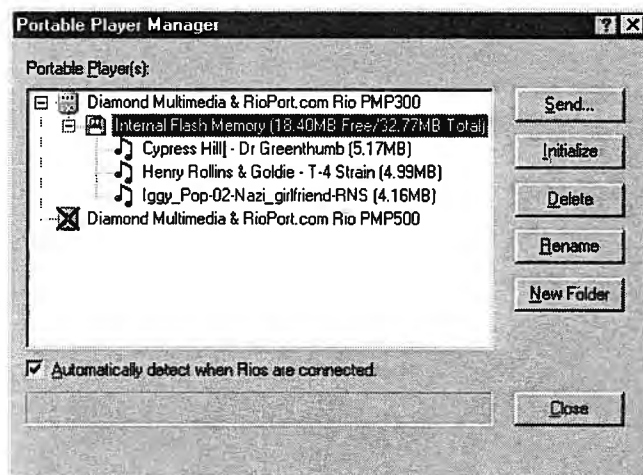 Portable Player Manager
Portable Player(s):
Diamond Multimedia & RioPort.com Rio PMP300
Internal Flash Memory (18.40MB Free/32.77MB Total)
Cypress Hill[ - Dr Greenthumb (5.17MB)
Henry Rollins & Goldie - T-4 Strain (4.99MB)
Iggy_Pop-02-Nazi_girlfriend-RNS (4.16MB)
Diamond Multimedia & RioPort.com Rio PMP500
Send...
Initialize
Delete
Rename
New Folder
Automatically detect when Rios are connected.
Close